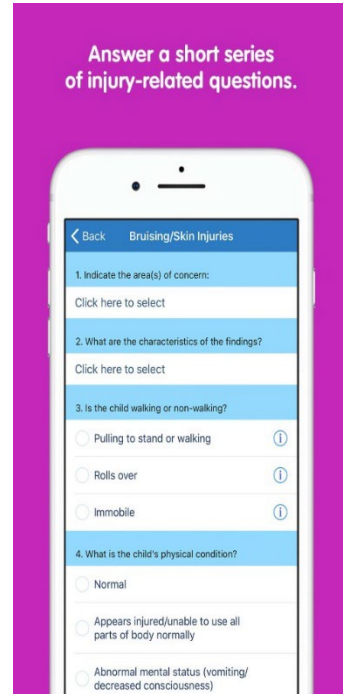 Answer a short series
of injury-related questions.
Back Bruising/Skin Injuries
1. Indicate the area(s) of concern:
Click here to select
2. What are the characteristics of the findings?
Click here to select
3. Is the child walking or non-walking?
Pulling to stand or walking
Rolls over
Immobile
4. What is the child's physical condition?
Normal
Appears injured/unable to use all
parts of body normally
Abnormal mental status (vomiting/
decreased consciousness)